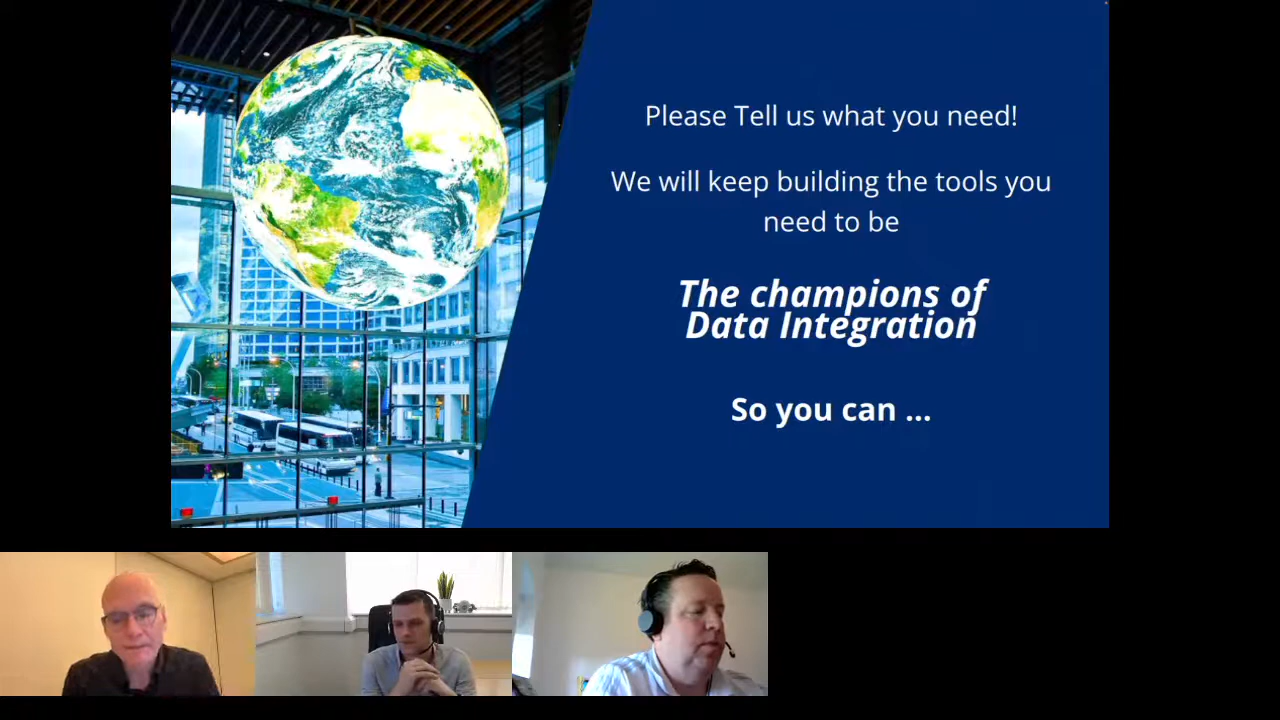 Please Tell us what you need!
We will keep building the tools you
need to be
The champions of
Data Integration
So you can ...